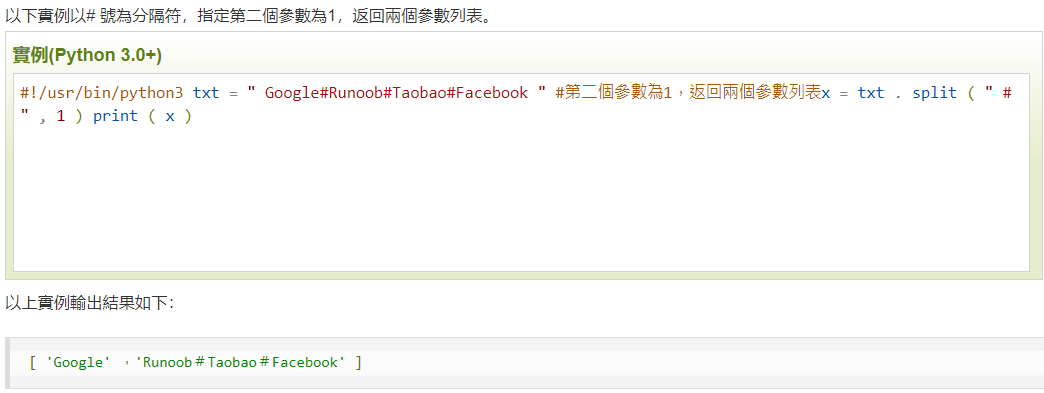 以下實例以# 號為分隔符，指定第二個參數為1，返回兩個參數列表。
實例(Python 3.0+)
#!/usr/bin/python3 txt = " Google#Runoob#Taobao#Facebook " #第二個參數為1，返回兩個參數列表x = txt . split ( " #
" , 1 ) print ( x )
以上實例輸出結果如下：
[ 'Google' ，'Runoob＃Taobao＃Facebook' ]